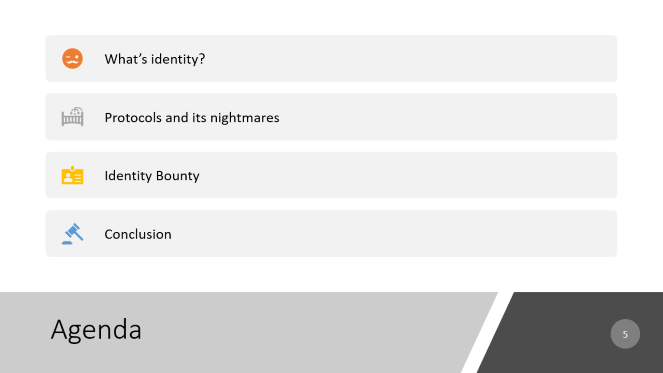 What’s identity?
Protocols and its nightmares
Identity Bounty
Conclusion
Agenda
5